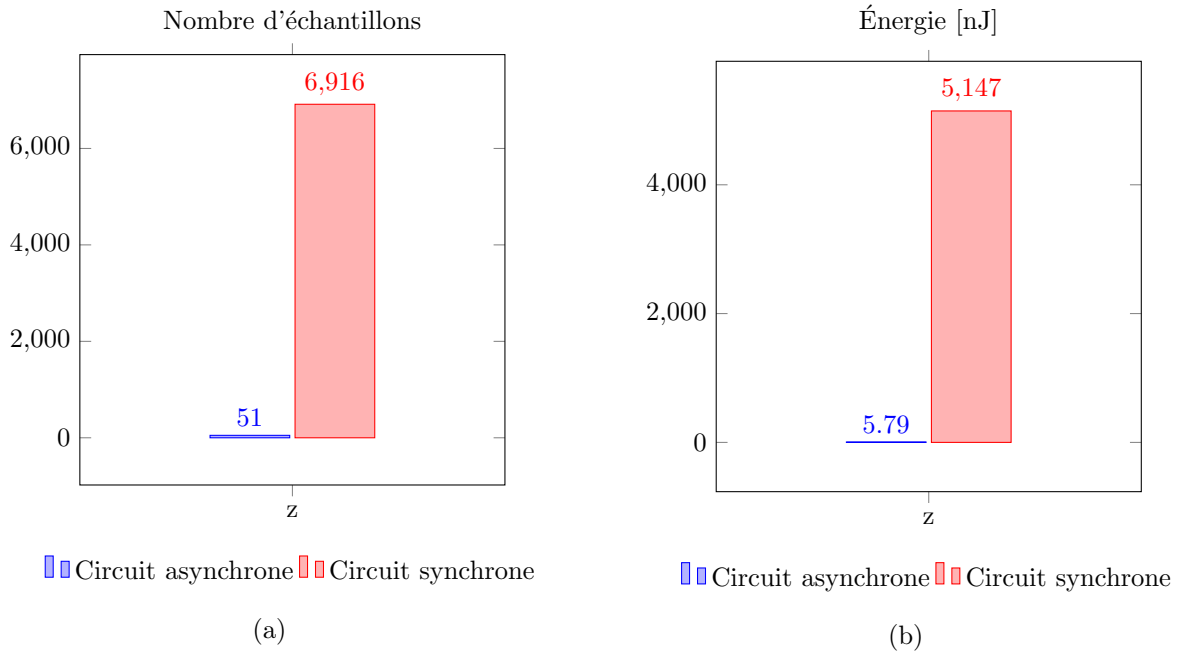 Nombre d'échantillons
6,916
6,000
4,000
2,000
51
0
z
Circuit asynchrone Circuit synchrone
(a)
Énergie [nJ]
5,147
4,000
2,000
5.79
0
z
Circuit asynchrone Circuit synchrone
(b)